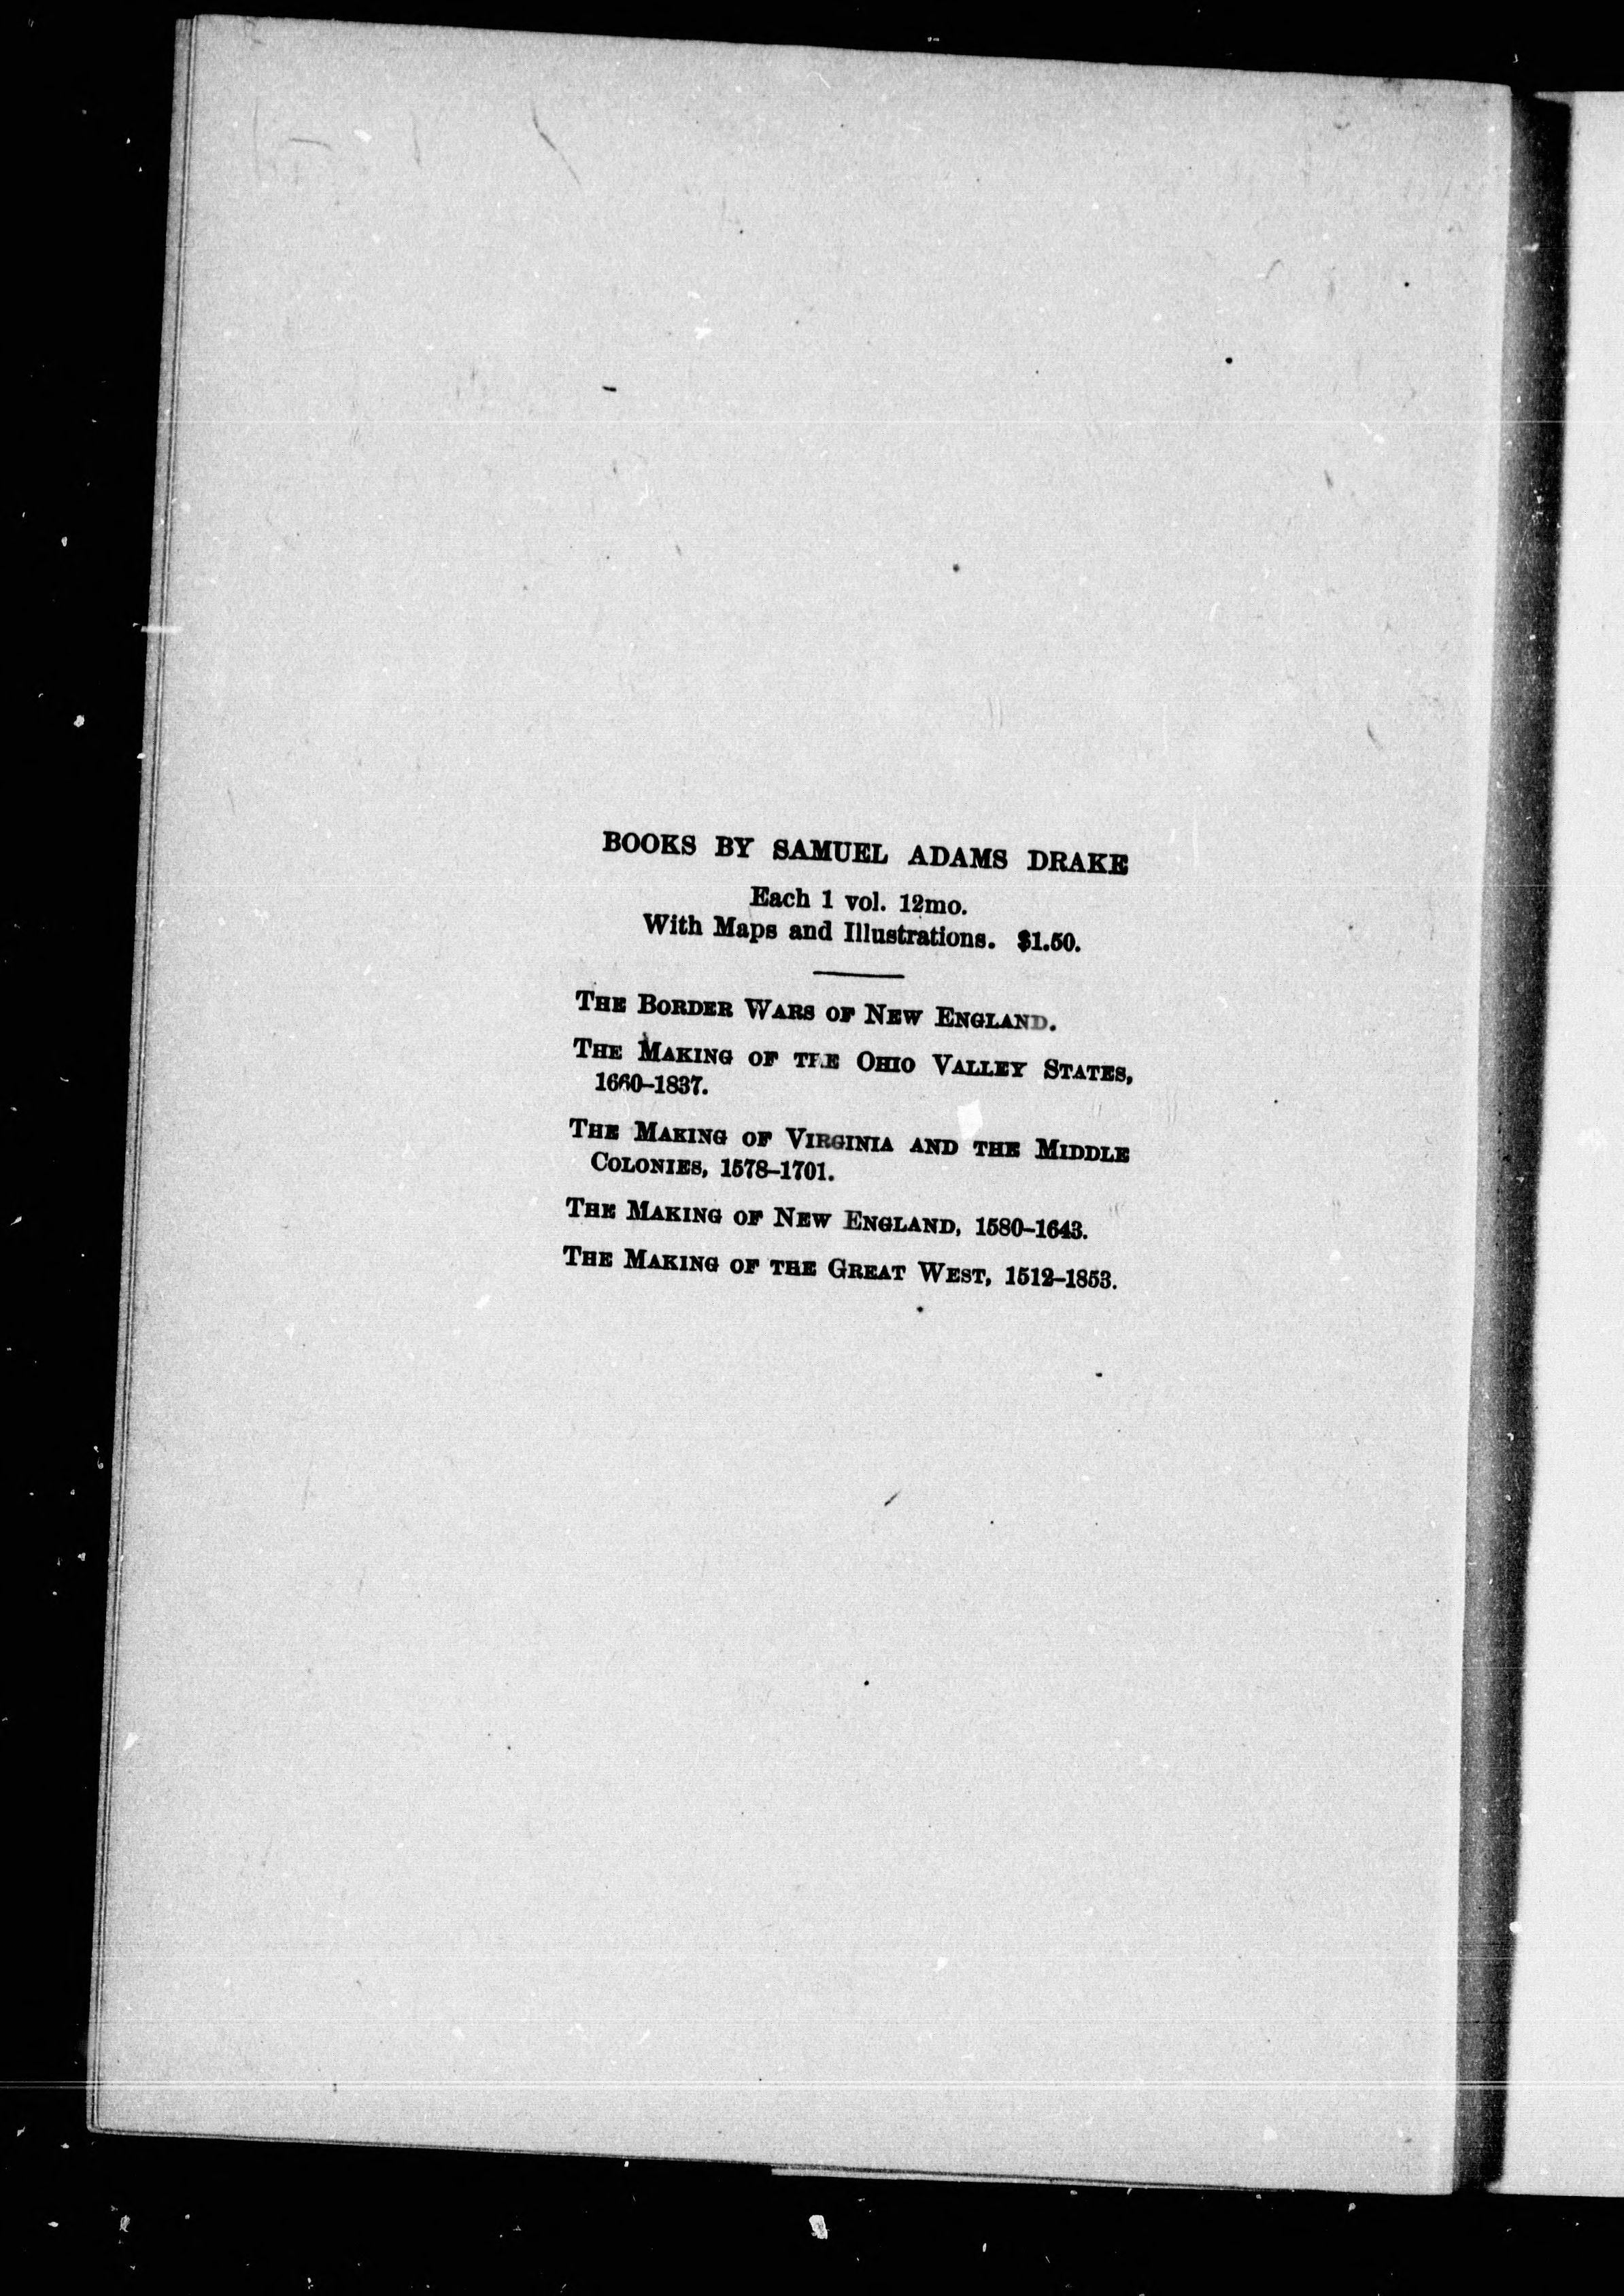 BOOKS BY SAMUEL ADAMS DRAKE
Each 1 vol. 12mo.
With Maps and Illustrations. $1.50.
THE BORDER WARS OF NEW ENGLAND.
THE MAKING OF THE OHIO VALLEY STATES,
1660–1837.
THE MAKING OF VIRGINIA AND THE MIDDLE
COLONIES, 1578–1701.
THE MAKING OF NEW ENGLAND, 1580–1643.
THE MAKING OF THE GREAT WEST, 1512–1853.